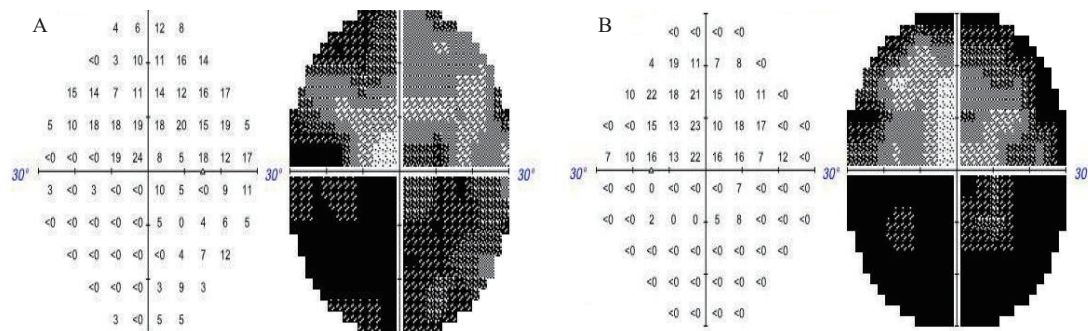 A
4 6 12 8
<0 3 10 11 16 14
15 14 7 11 14 12 16 17
5 10 18 18 19 18 20 15 19 5
<0 <0 <0 19 24 8 5 18 12 17
30° 30°
3 <0 3 <0 <0 10 5 <0 9 11
<0 <0 <0 <0 <0 5 0 4 6 5
<0 <0 <0 <0 <0 4 7 12
<0 <0 <0 3 9 3
3 <0 5 5
B
<0 <0 <0 <0
4 19 11 7 8 <0
10 22 18 21 15 10 11 <0
<0 <0 15 13 23 10 18 17 <0 <0
7 10 16 13 22 16 16 7 12 <0
30° 30°
<0 <0 0 <0 <0 <0 7 <0 <0 <0
<0 <0 2 0 0 5 8 <0 <0 <0
<0 <0 <0 <0 <0 <0 <0 <0
<0 <0 <0 <0 <0 <0
<0 <0 <0 <0